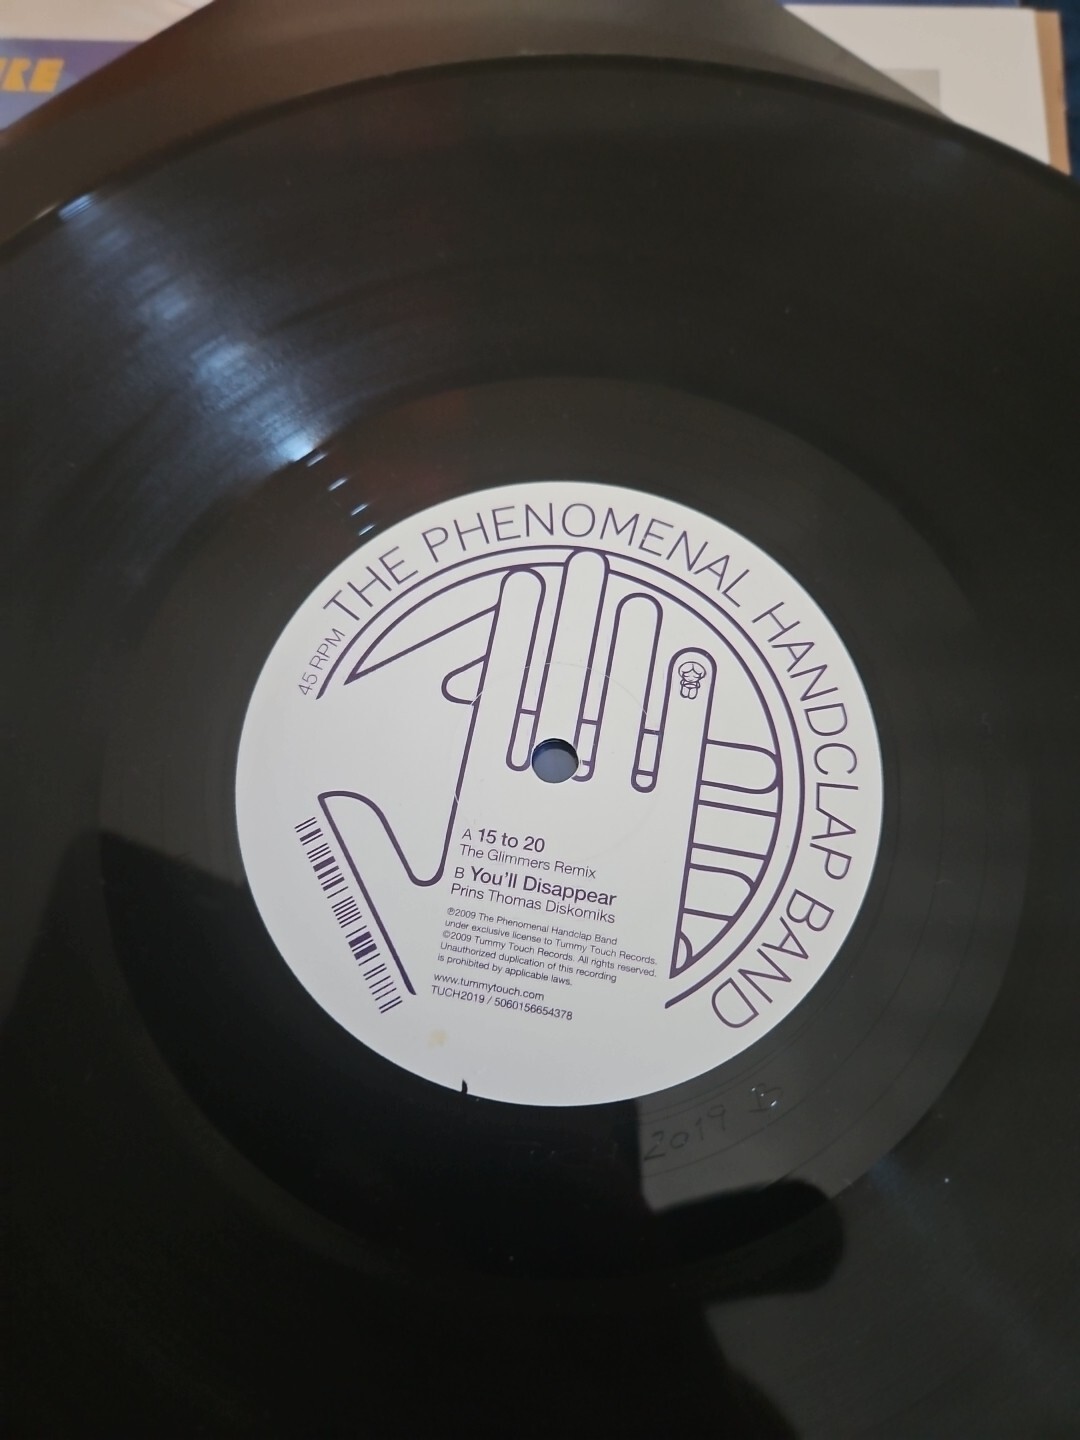 45 RPM THE PHENOMENAL HANDCLAP BAND
A 15 to 20
The Glimmers Remix
B You'll Disappear
Prins Thomas Diskomiks
℗2009 The Phenomenal Handclap Band
under exclusive license to Tummy Touch Records.
©2009 Tummy Touch Records. All rights reserved.
Unauthorized duplication of this recording
is prohibited by applicable laws.
www.tummytouch.com
TUCH2019 / 5060156654378
2019 B